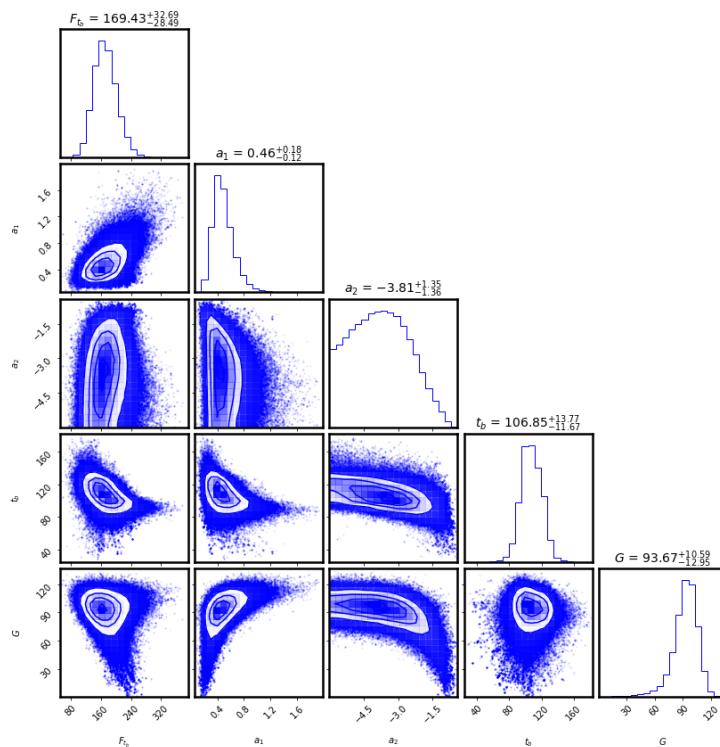 F_{t_b} = 169.43^{+32.69}_{-28.49}
a_1 = 0.46^{+0.18}_{-0.12}
a_1
1.6
1.2
0.8
0.4
a_2 = −3.81^{+1.35}_{-1.36}
a_2
−1.5
−3.0
−4.5
t_b = 106.85^{+13.77}_{-11.67}
t_b
160
120
80
40
G = 93.67^{+10.59}_{-12.95}
G
120
90
60
30
80 160 240 320
0.4 0.8 1.2 1.6
−4.5 −3.0 −1.5
40 80 120 160
30 60 90 120
F_{t_b} a_1 a_2 t_b G